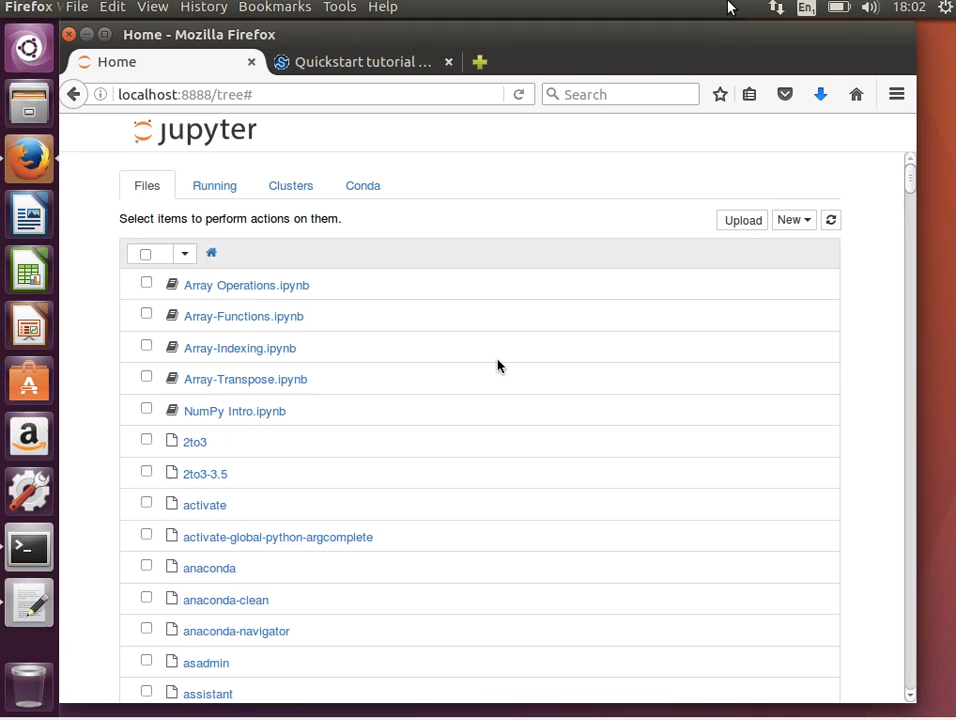 Firefox File Edit View History Bookmarks Tools Help En 18:02
Home - Mozilla Firefox
Home Quickstart tutorial ...
localhost:8888/tree# Search
jupyter
Files Running Clusters Conda
Select items to perform actions on them. Upload New
Array Operations.ipynb
Array-Functions.ipynb
Array-Indexing.ipynb
Array-Transpose.ipynb
NumPy Intro.ipynb
2to3
2to3-3.5
activate
activate-global-python-argcomplete
anaconda
anaconda-clean
anaconda-navigator
asadmin
assistant